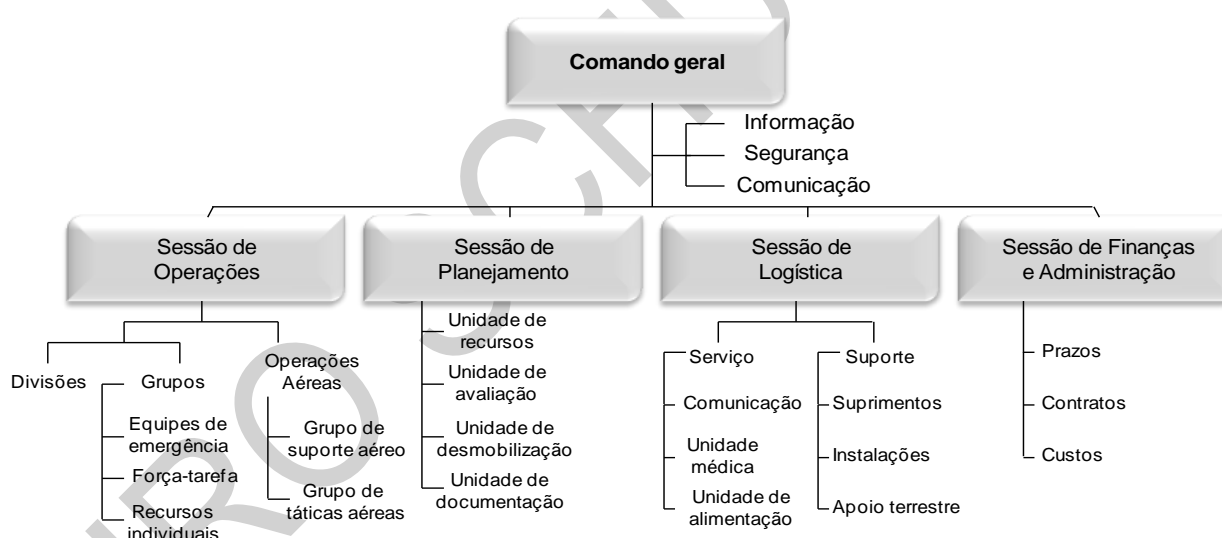 Comando geral
Informação
Segurança
Comunicação
Sessão de
Operações
Sessão de
Planejamento
Sessão de
Logística
Sessão de Finanças
e Administração
Divisões
Grupos
Equipes de
emergência
Força-tarefa
Recursos
individuais
Operações
Aéreas
Grupo de
suporte aéreo
Grupo de
táticas aéreas
Unidade de
recursos
Unidade de
avaliação
Unidade de
desmobilização
Unidade de
documentação
Serviço
Comunicação
Unidade
médica
Unidade de
alimentação
Suporte
Suprimentos
Instalações
Apoio terrestre
Prazos
Contratos
Custos